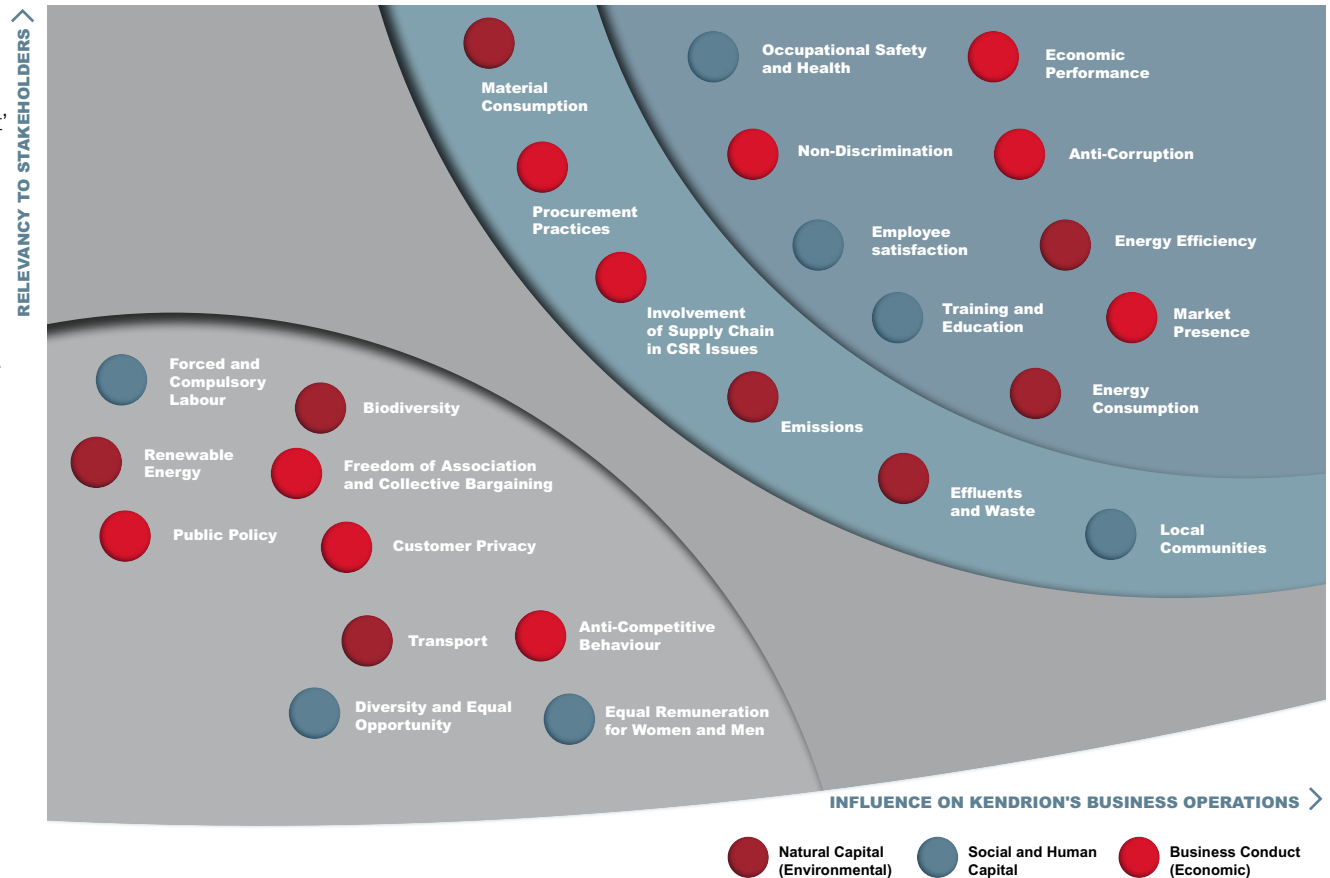 RELEVANCY TO STAKEHOLDERS
Material
Consumption
Procurement
Practices
Involvement
of Supply Chain
in CSR Issues
Emissions
Effluents
and Waste
Local
Communities
Occupational Safety
and Health
Economic
Performance
Non-Discrimination
Anti-Corruption
Employee
satisfaction
Energy Efficiency
Training and
Education
Market
Presence
Energy
Consumption
Forced and
Compulsory
Labour
Biodiversity
Renewable
Energy
Freedom of Association
and Collective Bargaining
Public Policy
Customer Privacy
Transport
Anti-Competitive
Behaviour
Diversity and Equal
Opportunity
Equal Remuneration
for Women and Men
INFLUENCE ON KENDRION'S BUSINESS OPERATIONS
Natural Capital
(Environmental)
Social and Human
Capital
Business Conduct
(Economic)